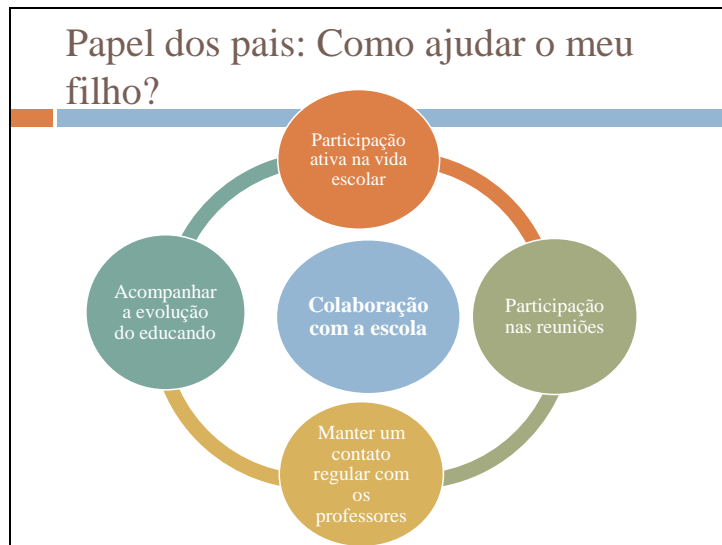 Papel dos pais: Como ajudar o meu
filho?
Participação
ativa na vida
escolar
Acompanhar
a evolução
do educando
Colaboração
com a escola
Participação
nas reuniões
Manter um
contato
regular com
os
professores